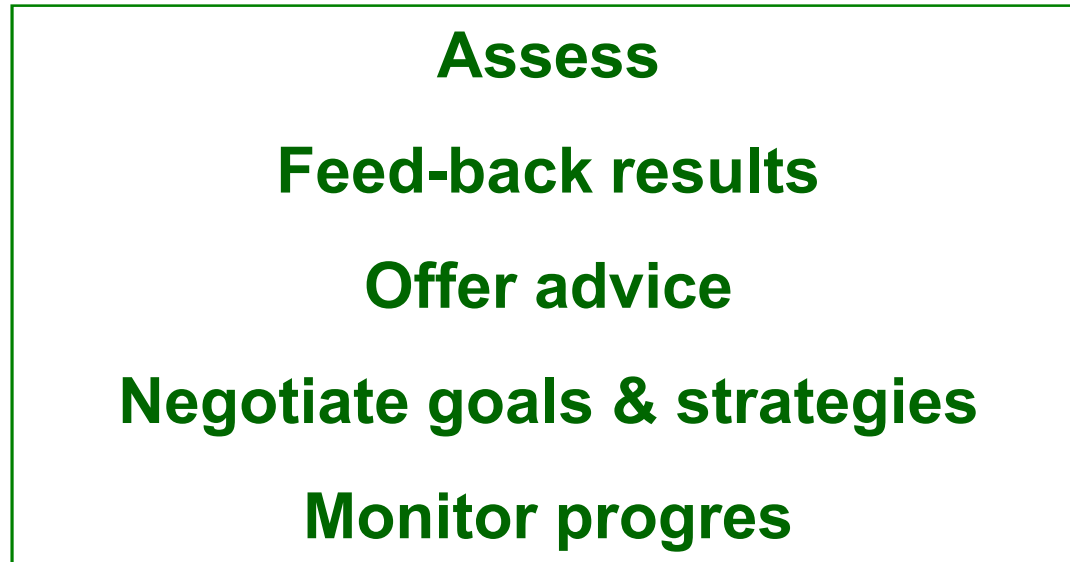 Assess
Feed-back results
Offer advice
Negotiate goals & strategies
Monitor progres